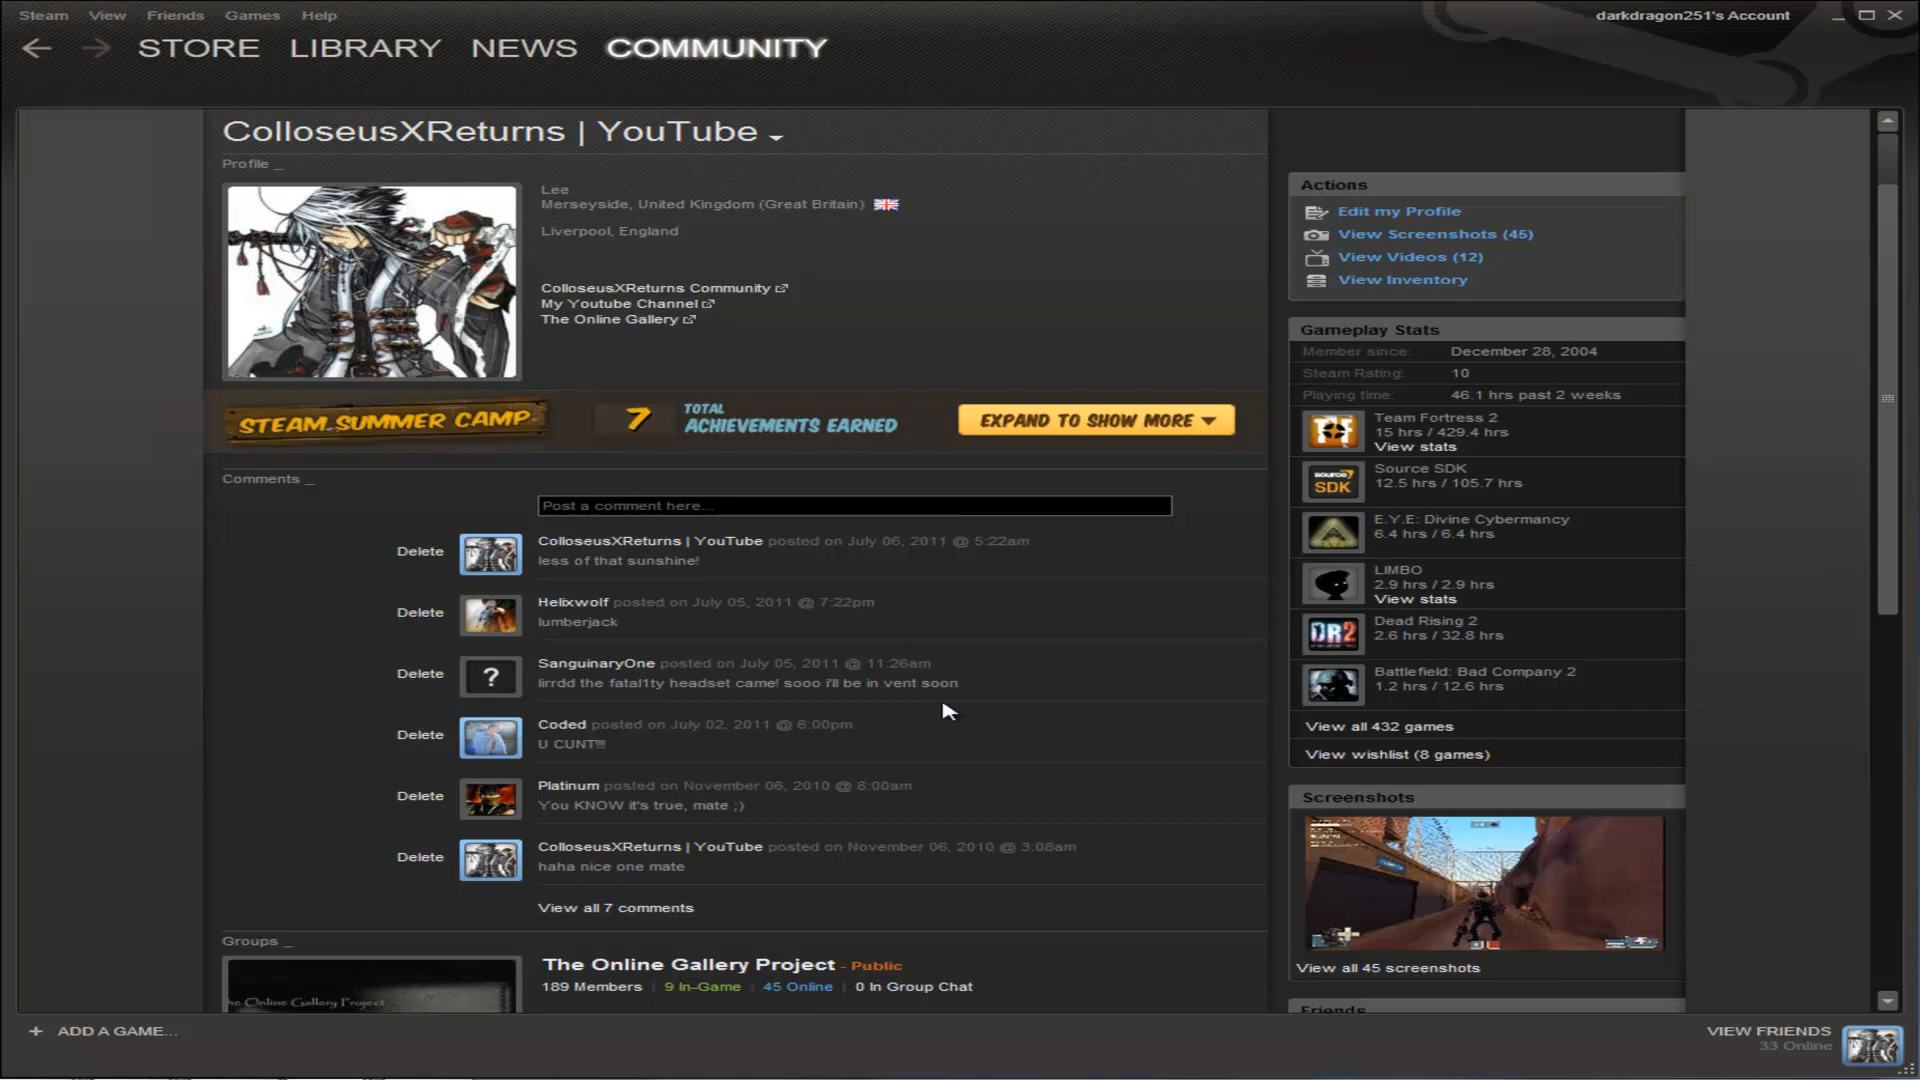 Steam View Friends Games Help
darkdragon251's Account
STORE LIBRARY NEWS COMMUNITY
ColloseusXReturns | YouTube
Profile _
Lee
Merseyside, United Kingdom (Great Britain)
Liverpool, England
ColloseusXReturns Community
My Youtube Channel
The Online Gallery
STEAM SUMMER CAMP
7 TOTAL ACHIEVEMENTS EARNED
EXPAND TO SHOW MORE
Comments _
Post a comment here...
Delete
ColloseusXReturns | YouTube posted on July 06, 2011 @ 5:22am
less of that sunshine!
Delete
Helixwolf posted on July 05, 2011 @ 7:22pm
lumberjack
Delete
?
SanguinaryOne posted on July 05, 2011 @ 11:26am
lirrdd the fatal1ty headset came! sooo i'll be in vent soon
Delete
Coded posted on July 02, 2011 @ 6:00pm
U CUNT!!!
Delete
Platinum posted on November 06, 2010 @ 8:00am
You KNOW it's true, mate ;)
Delete
ColloseusXReturns | YouTube posted on November 06, 2010 @ 3:08am
haha nice one mate
View all 7 comments
Groups _
The Online Gallery Project
The Online Gallery Project - Public
189 Members | 9 In-Game | 45 Online | 0 In Group Chat
Actions
Edit my Profile
View Screenshots (45)
View Videos (12)
View Inventory
Gameplay Stats
Member since: December 28, 2004
Steam Rating: 10
Playing time: 46.1 hrs past 2 weeks
Team Fortress 2
15 hrs / 429.4 hrs
View stats
SOURCE SDK
Source SDK
12.5 hrs / 105.7 hrs
E.Y.E: Divine Cybermancy
6.4 hrs / 6.4 hrs
LIMBO
2.9 hrs / 2.9 hrs
View stats
DR2
Dead Rising 2
2.6 hrs / 32.8 hrs
Battlefield: Bad Company 2
1.2 hrs / 12.6 hrs
View all 432 games
View wishlist (8 games)
Screenshots
View all 45 screenshots
Friends
+ ADD A GAME...
VIEW FRIENDS
33 Online